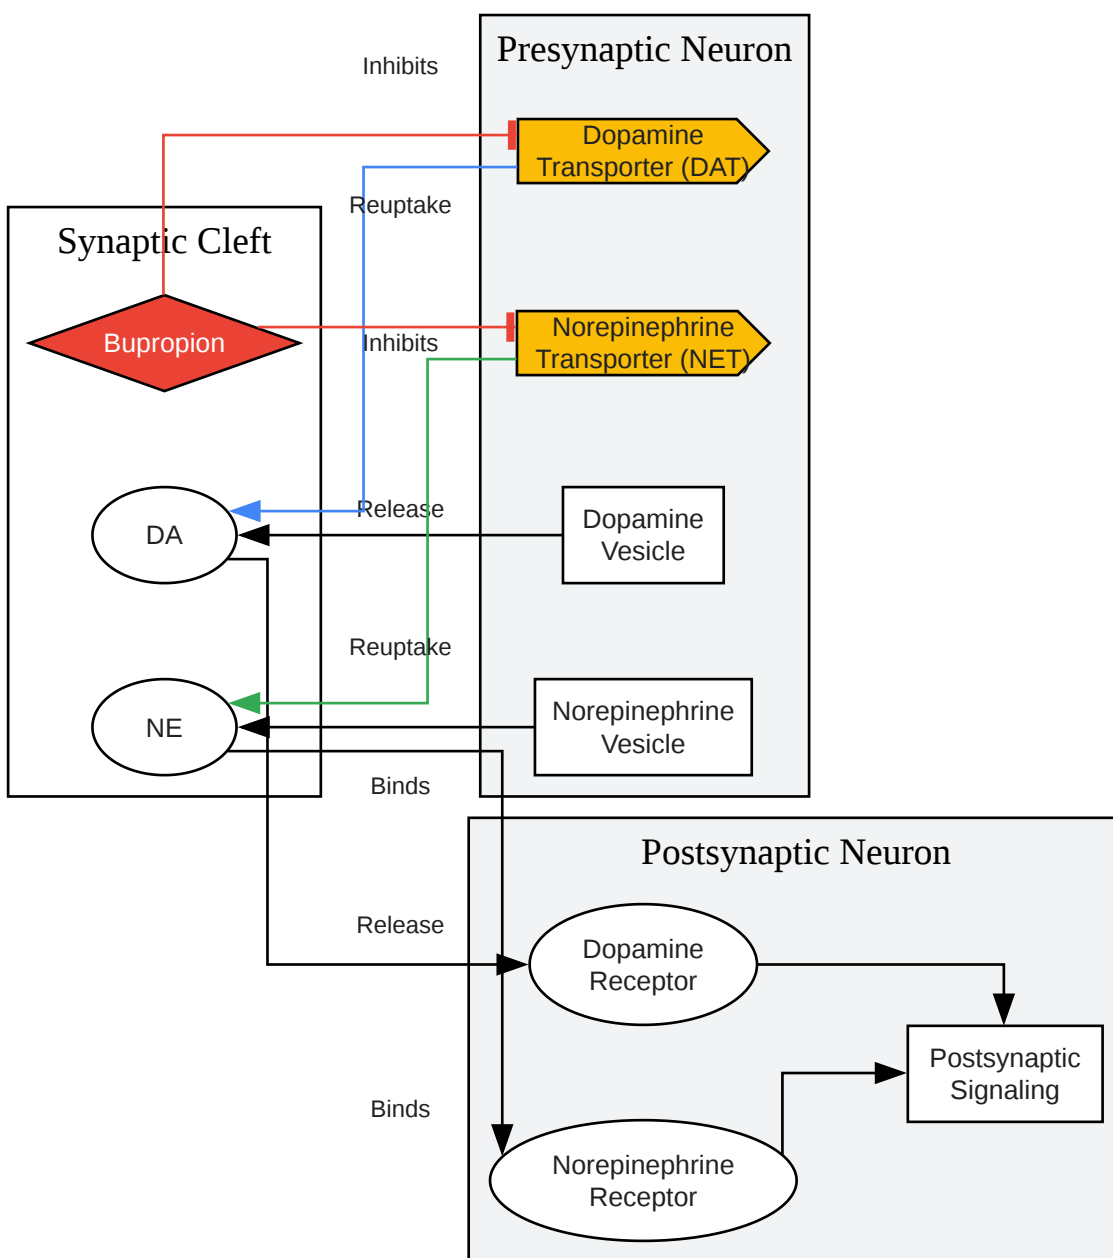 Presynaptic Neuron
Inhibits
Dopamine
Transporter (DAT)
Reuptake
Synaptic Cleft
Bupropion
Norepinephrine
Transporter (NET)
Inhibits
Release
DA
Dopamine
Vesicle
Reuptake
NE
Norepinephrine
Vesicle
Binds
Postsynaptic Neuron
Release
Dopamine
Receptor
Postsynaptic
Signaling
Binds
Norepinephrine
Receptor